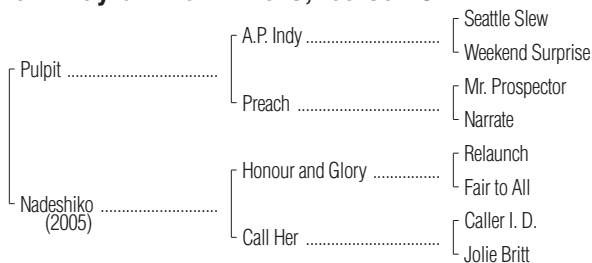 Seattle Slew
A.P. Indy ..................................
Weekend Surprise
Pulpit ......................................
Mr. Prospector
Preach ....................................
Narrate
Relaunch
Honour and Glory .................
Fair to All
Nadeshiko .............................
(2005)
Caller I. D.
Call Her ..................................
Jolie Britt